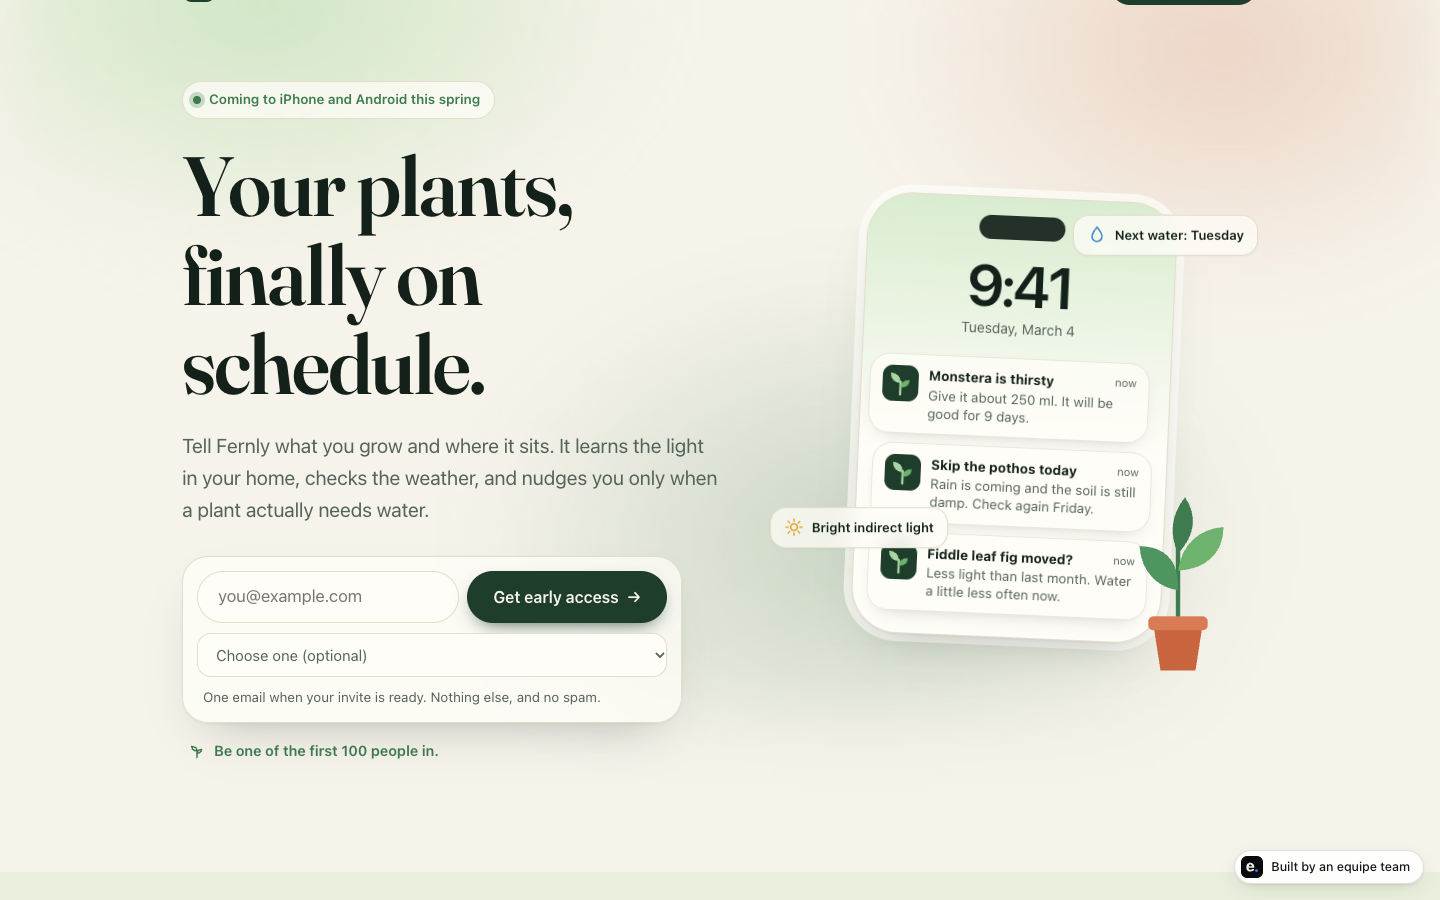 Coming to iPhone and Android this spring
Your plants,
finally on
schedule.
Tell Fernly what you grow and where it sits. It learns the light
in your home, checks the weather, and nudges you only when
a plant actually needs water.
you@example.com
Get early access →
Choose one (optional)
One email when your invite is ready. Nothing else, and no spam.
Be one of the first 100 people in.
Next water: Tuesday
9:41
Tuesday, March 4
Monstera is thirsty
now
Give it about 250 ml. It will be
good for 9 days.
Skip the pothos today
now
Rain is coming and the soil is still
damp. Check again Friday.
Bright indirect light
Fiddle leaf fig moved?
now
Less light than last month. Water
a little less often now.
e.
Built by an equipe team